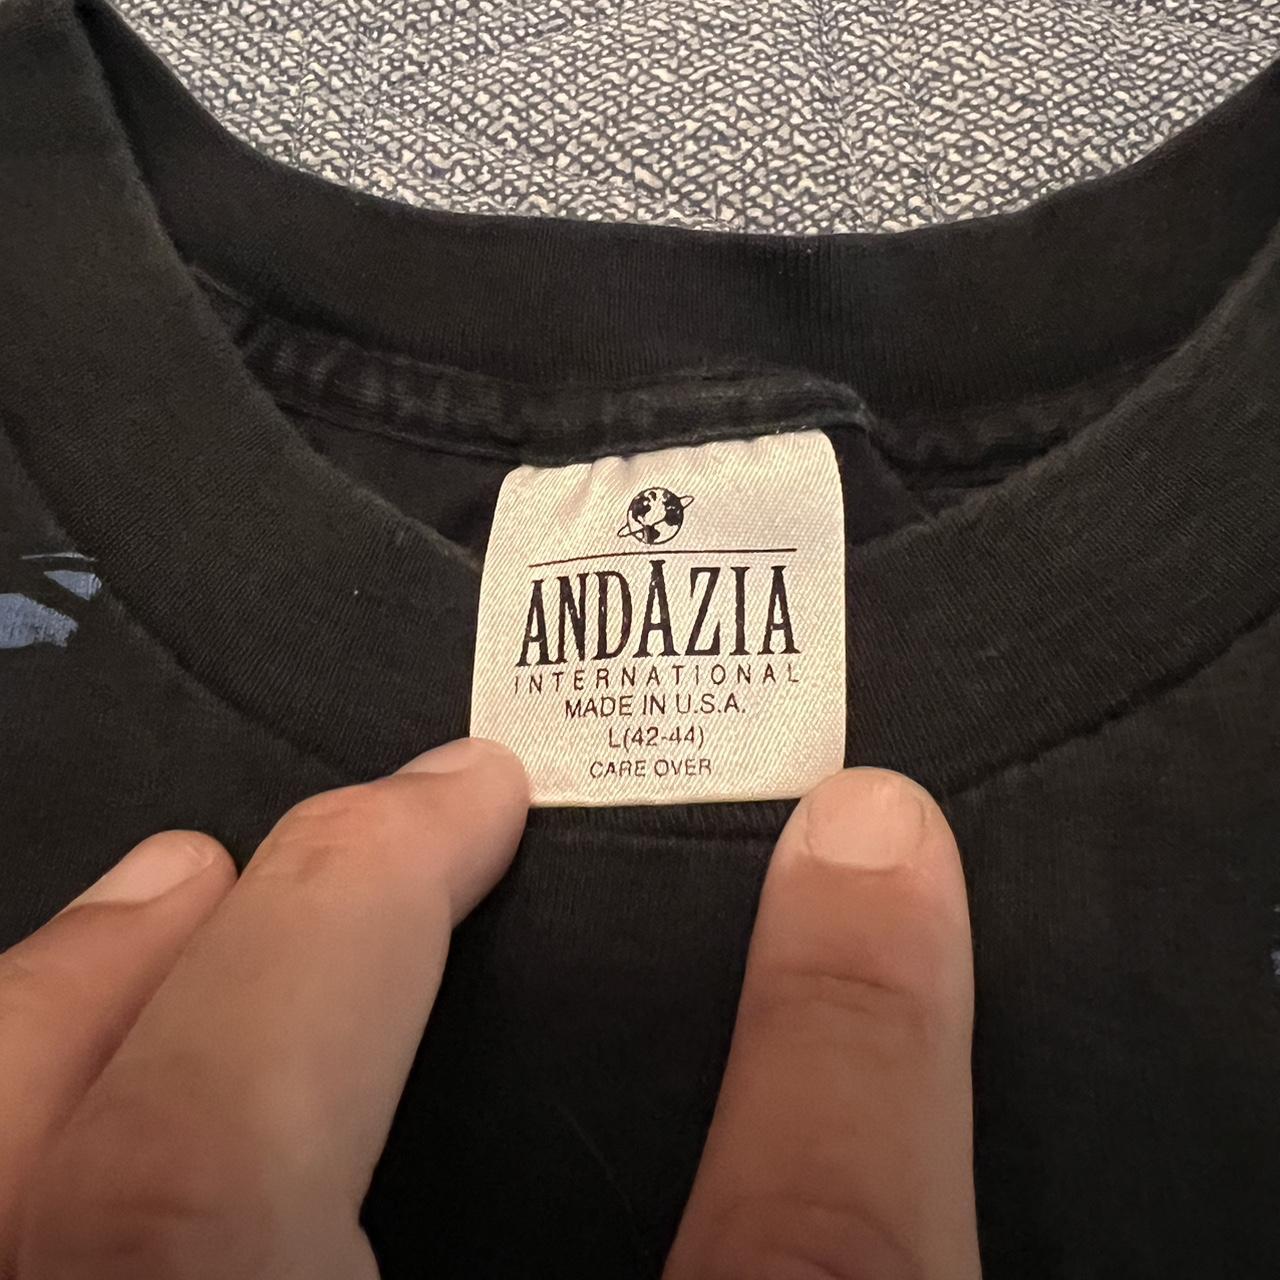 ANDAZIA
INTERNATIONAL
MADE IN U.S.A.
L(42-44)
CARE OVER